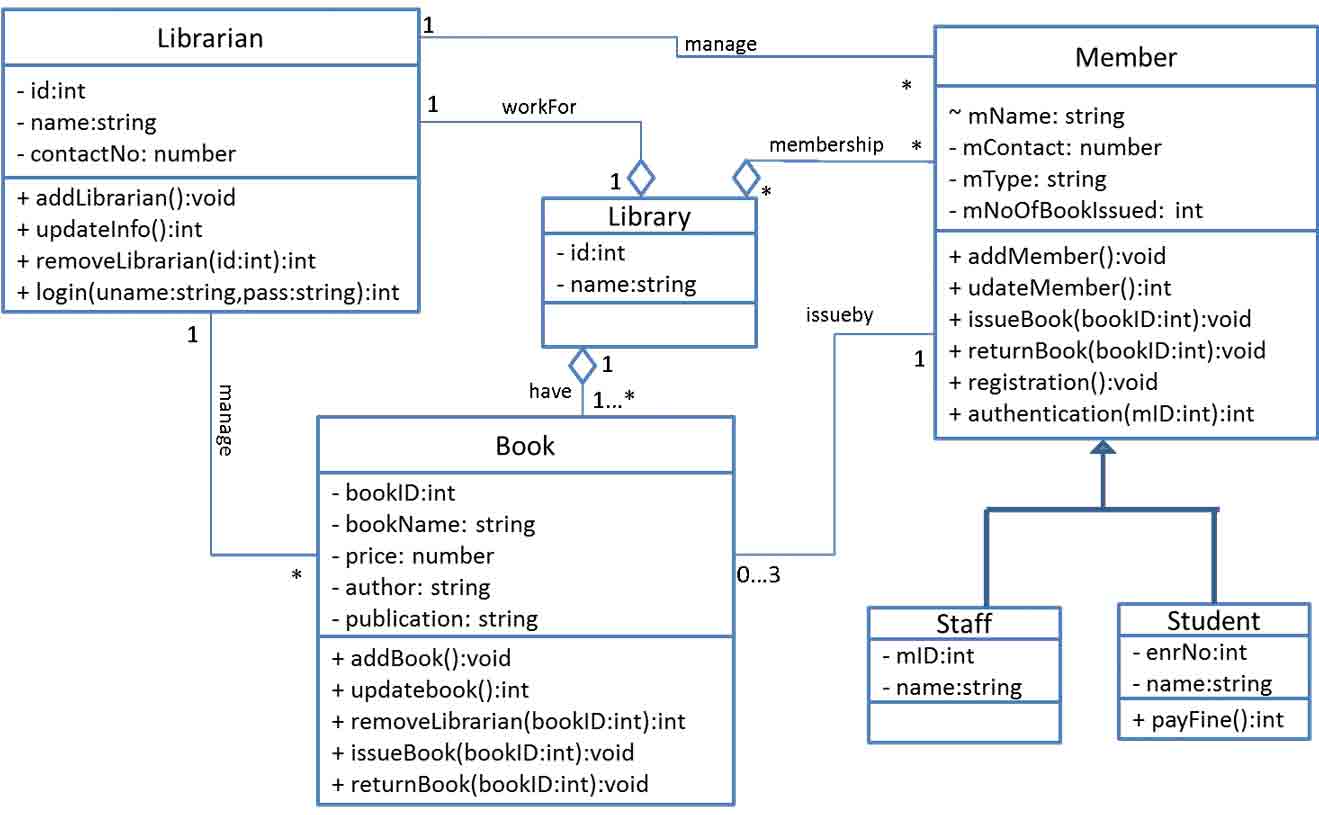 Librarian
- id:int
- name:string
- contactNo: number
+ addLibrarian():void
+ updateInfo():int
+ removeLibrarian(id:int):int
+ login(uname:string,pass:string):int
1
manage
*
1
workFor
1
membership
*
*
Member
~ mName: string
- mContact: number
- mType: string
- mNoOfBookIssued: int
+ addMember():void
+ udateMember():int
+ issueBook(bookID:int):void
+ returnBook(bookID:int):void
+ registration():void
+ authentication(mID:int):int
Library
- id:int
- name:string
1
have
1...*
issueby
1
0...3
1
manage
*
Book
- bookID:int
- bookName: string
- price: number
- author: string
- publication: string
+ addBook():void
+ updatebook():int
+ removeLibrarian(bookID:int):int
+ issueBook(bookID:int):void
+ returnBook(bookID:int):void
Staff
- mID:int
- name:string
Student
- enrNo:int
- name:string
+ payFine():int